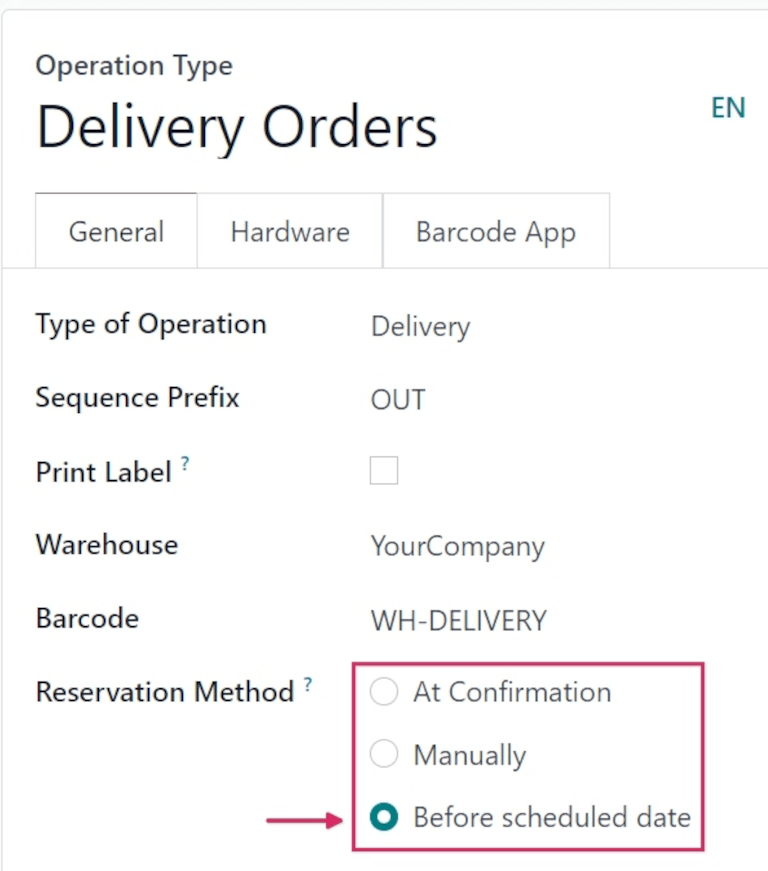 Operation Type
Delivery Orders
EN
General Hardware Barcode App
Type of Operation Delivery
Sequence Prefix OUT
Print Label ?
Warehouse YourCompany
Barcode WH-DELIVERY
Reservation Method ? At Confirmation
Manually
Before scheduled date